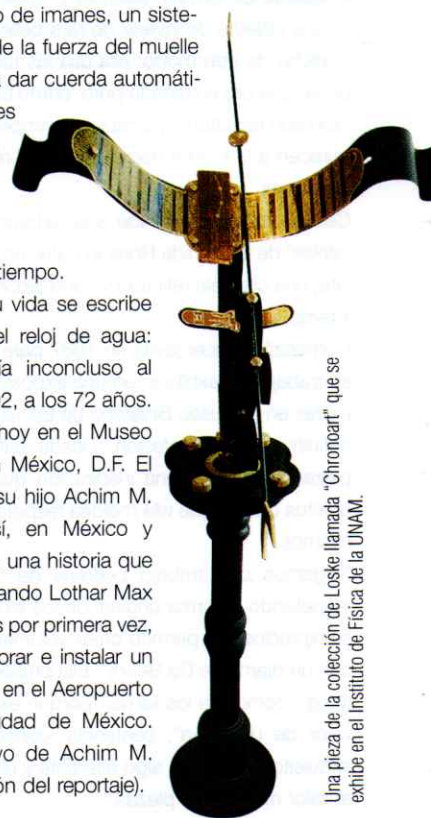 o de imanes, un siste-
de la fuerza del muelle
a dar cuerda automáti-
es
tiempo.
u vida se escribe
el reloj de agua:
ía inconcluso al
92, a los 72 años.
hoy en el Museo
n México, D.F. El
su hijo Achim M.
sí, en México y
una historia que
ando Lothar Max
s por primera vez,
orar e instalar un
en el Aeropuerto
udad de México.
vo de Achim M.
ón del reportaje).
Una pieza de la colección de Loske llamada "Chronoart" que se
exhibe en el Instituto de Física de la UNAM.